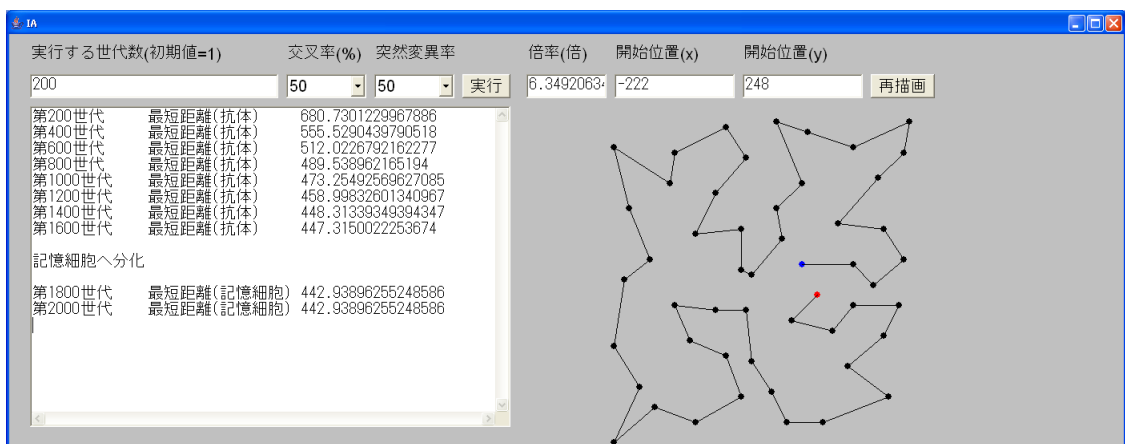 IA
実行する世代数(初期値=1) 交叉率(%) 突然変異率 倍率(倍) 開始位置(x) 開始位置(y)
200 50 50 実行 6.3492063 -222 248 再描画
第200世代 最短距離(抗体) 680.7301229967886
第400世代 最短距離(抗体) 555.5290439790518
第600世代 最短距離(抗体) 512.0226792162277
第800世代 最短距離(抗体) 489.538962165194
第1000世代 最短距離(抗体) 473.25492569627085
第1200世代 最短距離(抗体) 458.99832601340967
第1400世代 最短距離(抗体) 448.31339349394347
第1600世代 最短距離(抗体) 447.3150022253674
記憶細胞へ分化
第1800世代 最短距離(記憶細胞) 442.93896255248586
第2000世代 最短距離(記憶細胞) 442.93896255248586